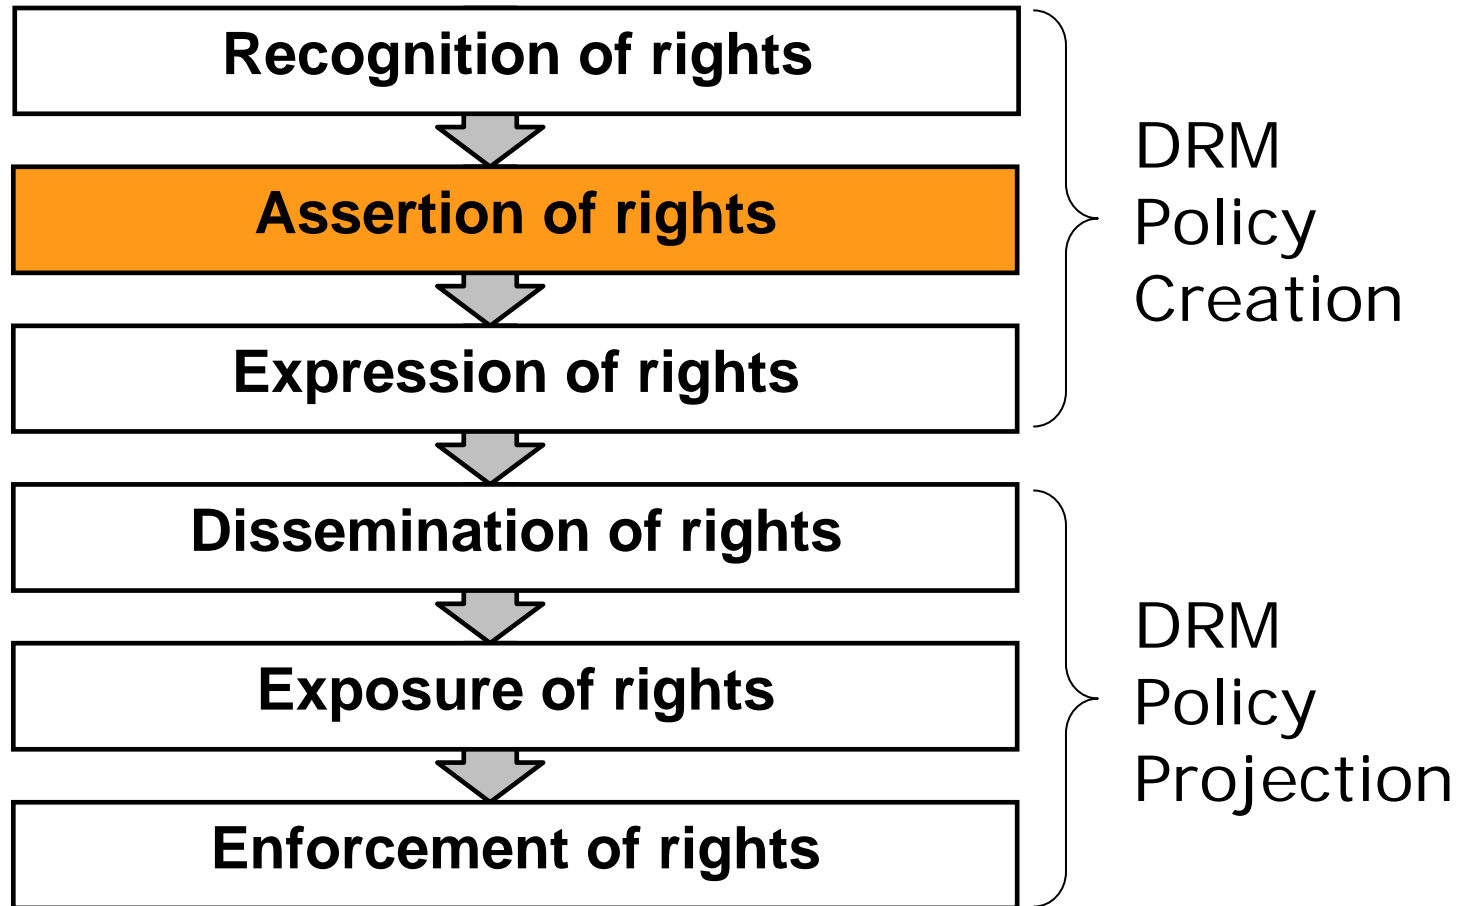 Recognition of rights
Assertion of rights
Expression of rights
DRM
Policy
Creation
Dissemination of rights
Exposure of rights
Enforcement of rights
DRM
Policy
Projection